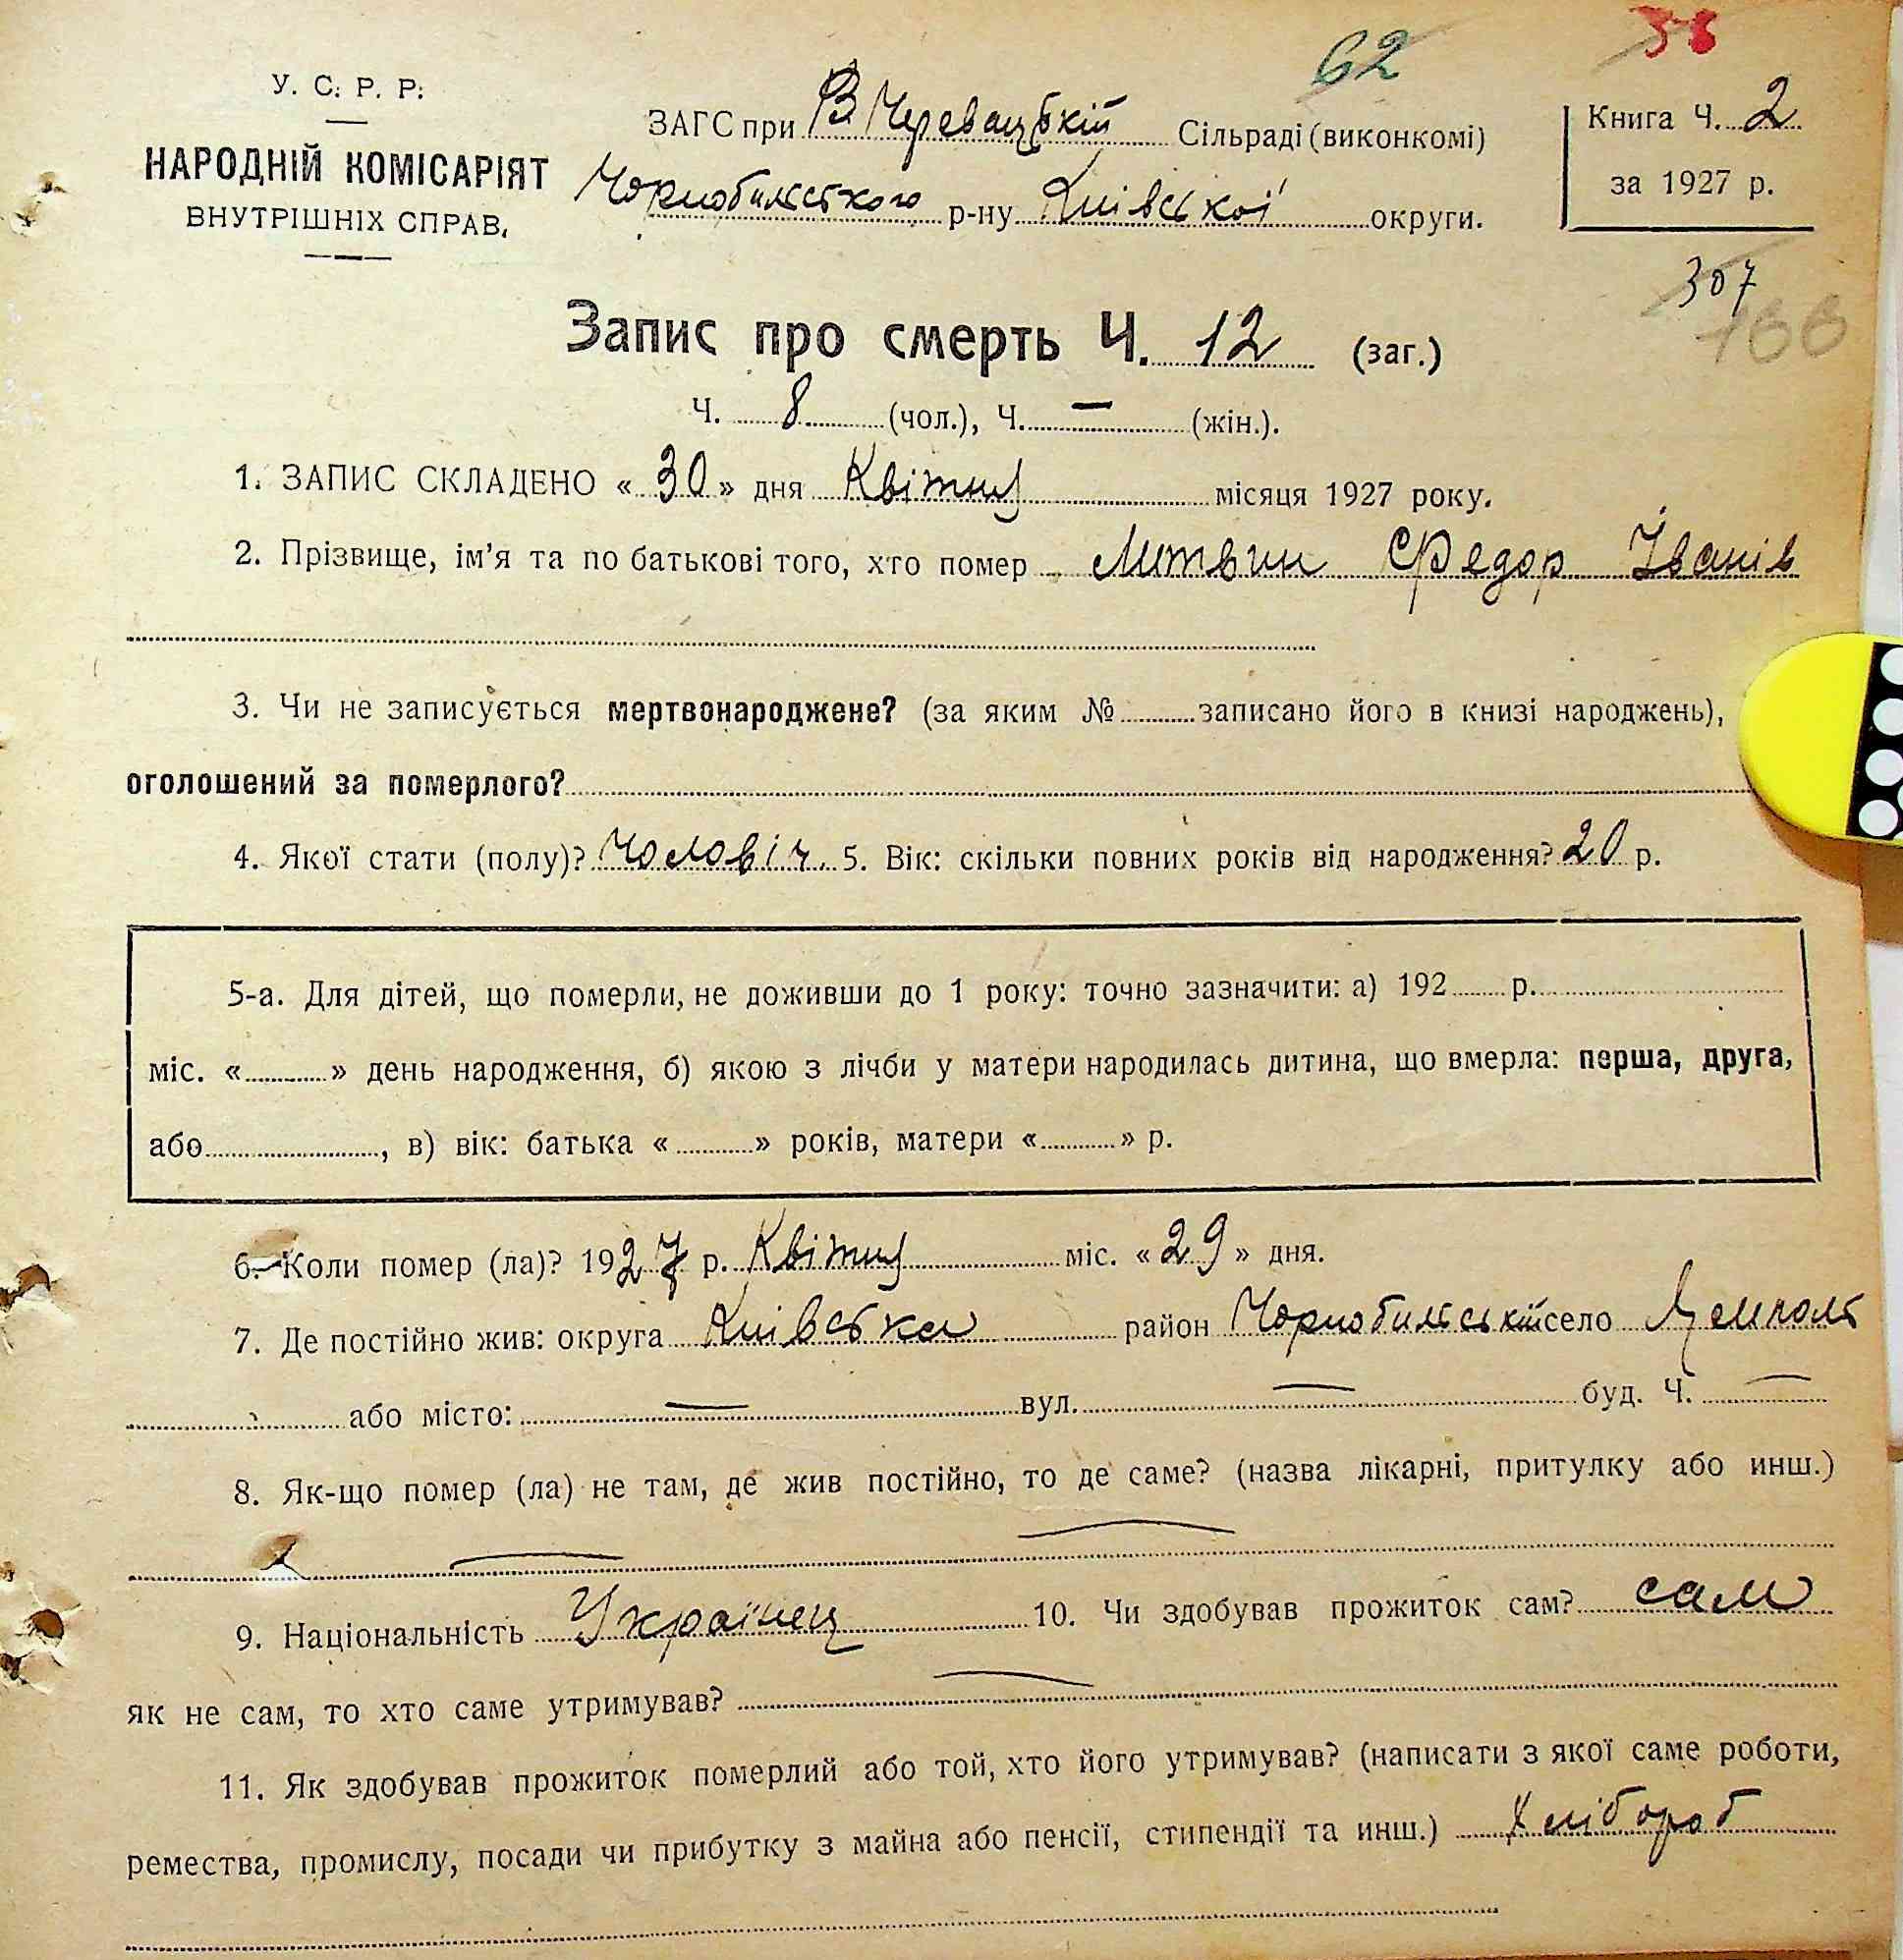 62
38
У. С. Р. Р.
НАРОДНІЙ КОМІСАРІЯТ
ВНУТРІШНІХ СПРАВ.
ЗАГС при В Черевацькій Сільраді (виконкомі)
Чорнобильського р-ну Київської округи.
Книга Ч. 2
за 1927 р.
307
166
Запис про смерть Ч. 12 (заг.)
Ч. 8 (чол.), Ч. — (жін.).
1. ЗАПИС СКЛАДЕНО « 30 » дня Квітня місяця 1927 року.
2. Прізвище, ім’я та по батькові того, хто помер Литвин Федор Іванів
3. Чи не записується мертвонароджене? (за яким № записано його в книзі народжень),
оголошений за померлого?
4. Якої стати (полу)? Чоловіч. 5. Вік: скільки повних років від народження? 20 р.
5-а. Для дітей, що померли, не доживши до 1 року: точно зазначити: а) 192 р.
міс. « » день народження, б) якою з лічби у матери народилась дитина, що вмерла: перша, друга,
або , в) вік: батька « » років, матери « » р.
6. Коли помер (ла)? 1927 р. Квітня міс. « 29 » дня.
7. Де постійно жив: округа Київська район Чорнобильський село
або місто: — вул. — буд. Ч. —
8. Як-що помер (ла) не там, де жив постійно, то де саме? (назва лікарні, притулку або инш.)
9. Національність Українец 10. Чи здобував прожиток сам? сам
як не сам, то хто саме утримував? —
11. Як здобував прожиток померлий або той, хто його утримував? (написати з якої саме роботи,
ремества, промислу, посади чи прибутку з майна або пенсії, стипендії та инш.) Хлібороб